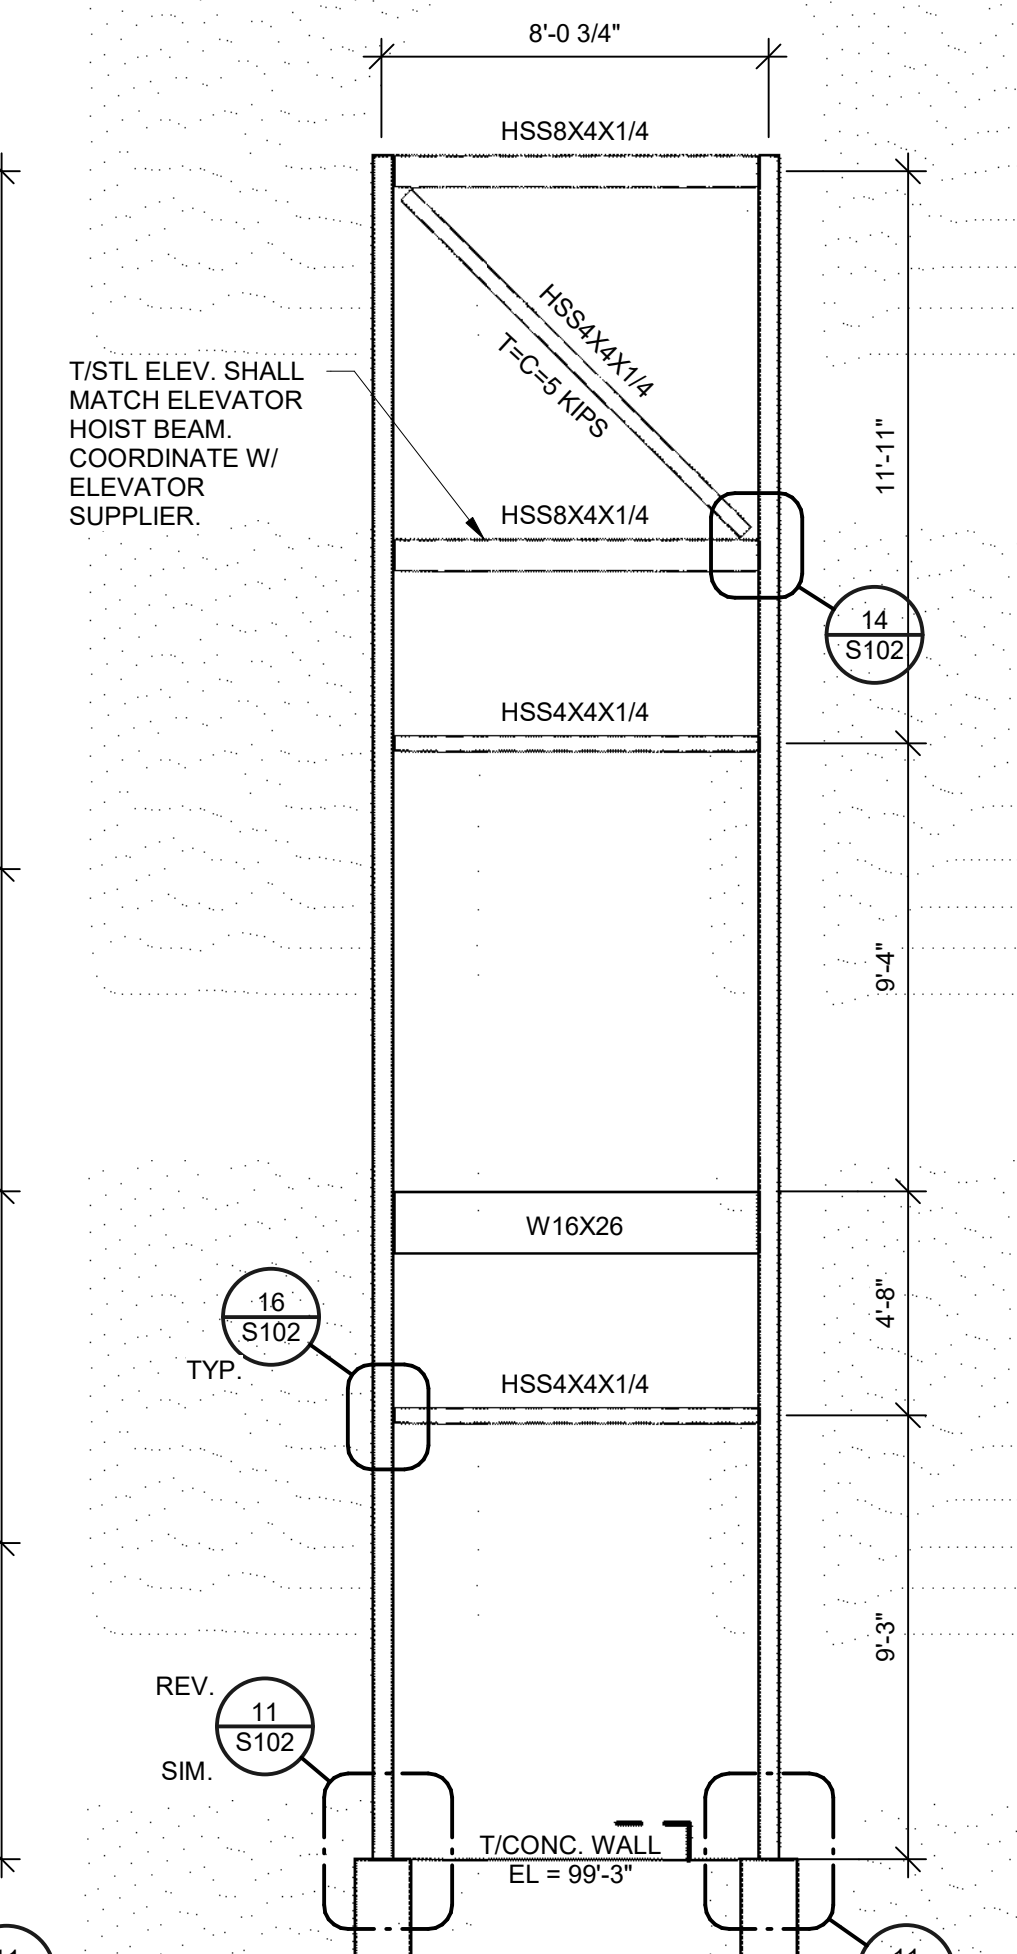 8'-0 3/4"
HSS8X4X1/4
HSS4X4X1/4
T=C=5 KIPS
T/STL ELEV. SHALL
MATCH ELEVATOR
HOIST BEAM.
COORDINATE W/
ELEVATOR
SUPPLIER.
11'-11"
HSS8X4X1/4
14
S102
HSS4X4X1/4
9'-4"
W16X26
16
S102
TYP.
4'-8"
HSS4X4X1/4
9'-3"
REV.
11
S102
SIM.
T/CONC. WALL
EL = 99'-3"
11